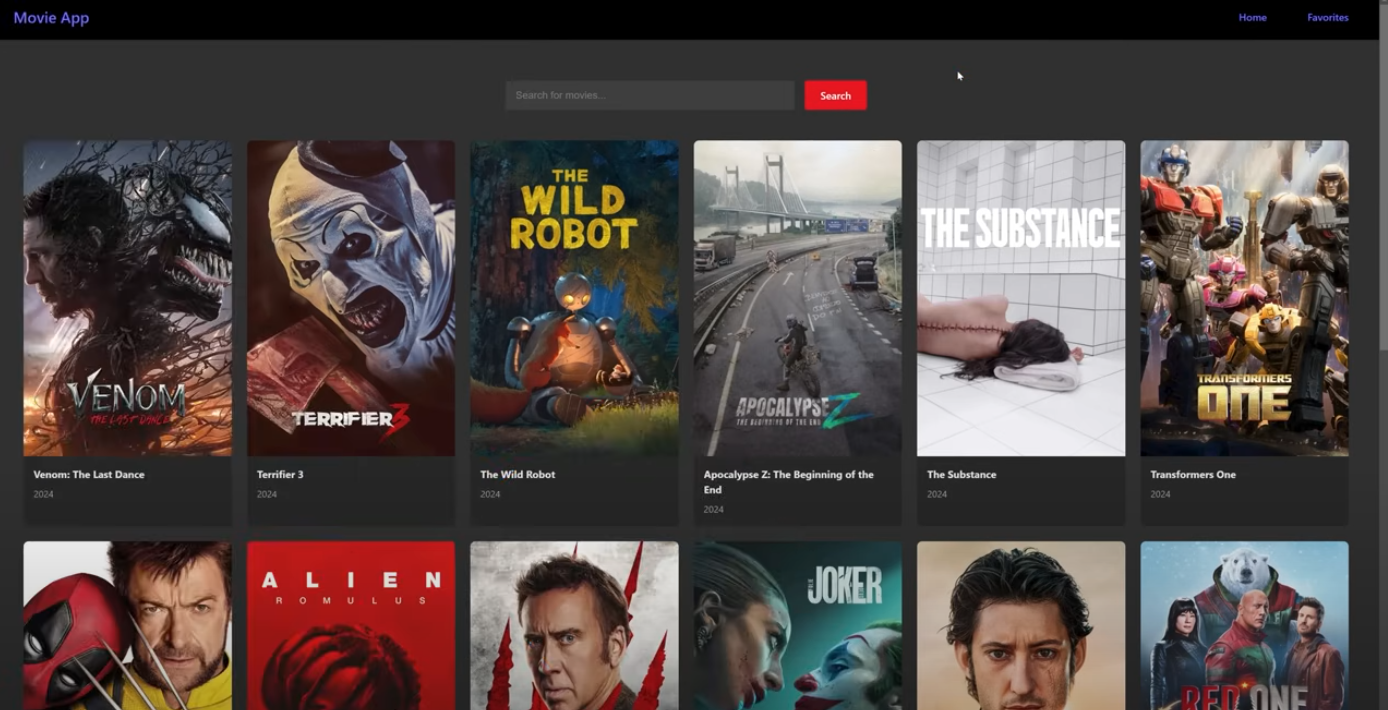 Movie App
Home
Favorites
Search for movies...
Search
THE
WILD
ROBOT
THE SUBSTANCE
VENOM
THE LAST DANCE
TERRIFIER 3
APOCALYPSE Z
THE BEGINNING OF THE END
TRANSFORMERS
ONE
Venom: The Last Dance
2024
Terrifier 3
2024
The Wild Robot
2024
Apocalypse Z: The Beginning of the
End
2024
The Substance
2024
Transformers One
2024
ALIEN
ROMULUS
JOKER
RED ONE